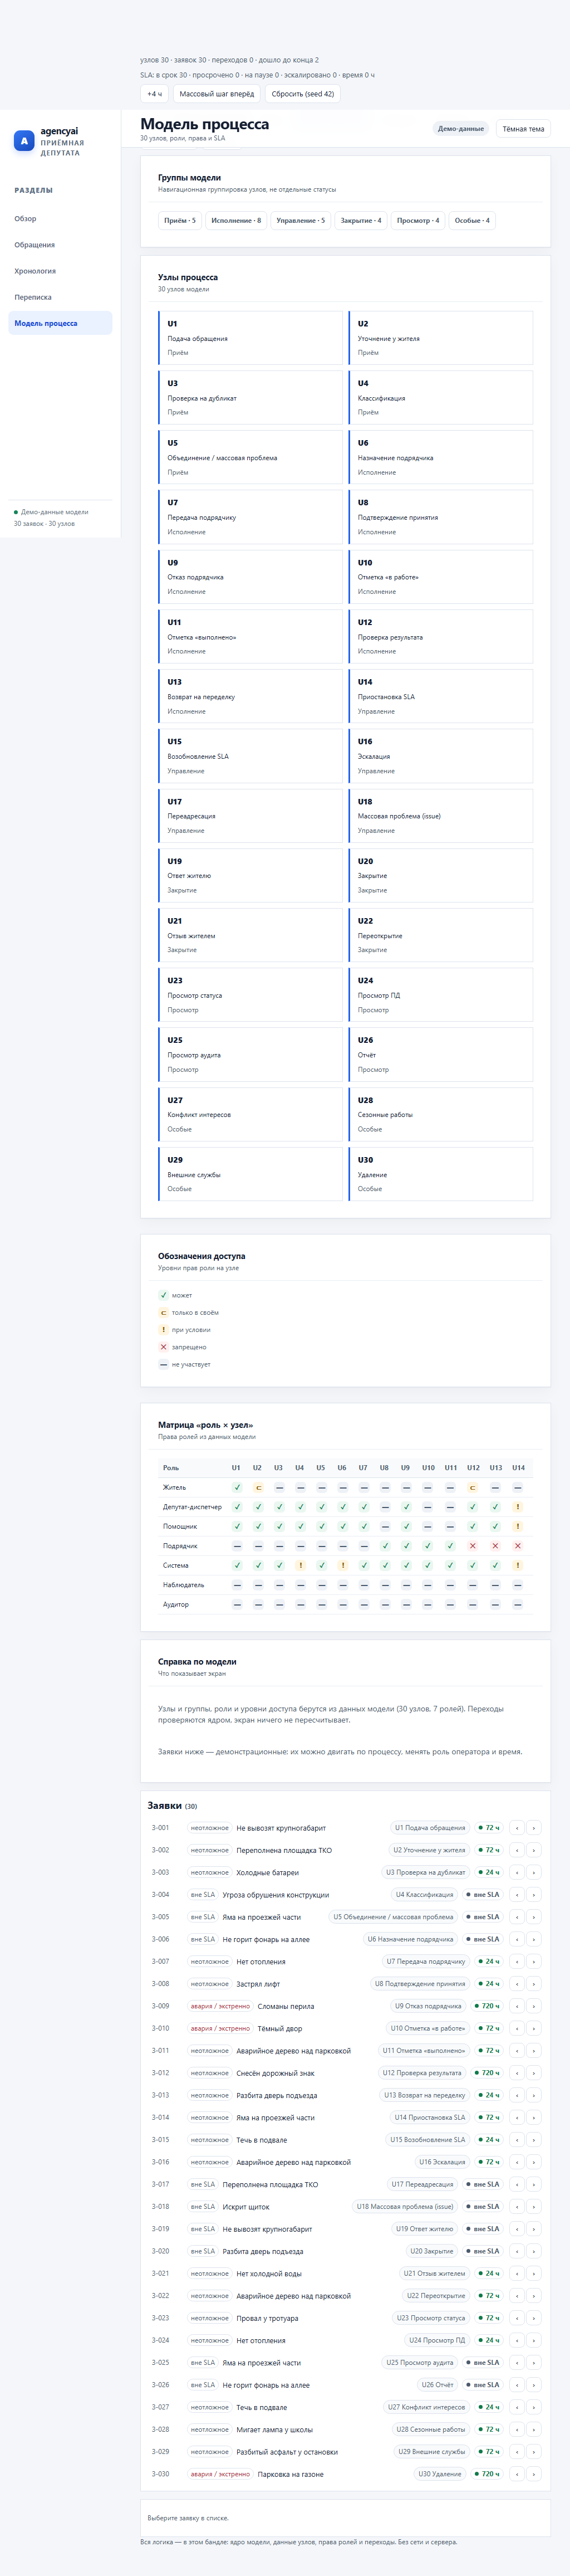 узлов 30 · заявок 30 · переходов 0 · дошло до конца 2
SLA: в срок 30 · просрочено 0 · на паузе 0 · эскалировано 0 · время 0 ч
+4 ч Массовый шаг вперёд Сбросить (seed 42)
A agencyai
ПРИЁМНАЯ
ДЕПУТАТА
РАЗДЕЛЫ
Обзор
Обращения
Хронология
Переписка
Модель процесса
Демо-данные модели
30 заявок · 30 узлов
Модель процесса
30 узлов, роли, права и SLA
Демо-данные Тёмная тема
Группы модели
Навигационная группировка узлов, не отдельные статусы
Приём · 5 Исполнение · 8 Управление · 5 Закрытие · 4 Просмотр · 4 Особые · 4
Узлы процесса
30 узлов модели
U1
Подача обращения
Приём
U2
Уточнение у жителя
Приём
U3
Проверка на дубликат
Приём
U4
Классификация
Приём
U5
Объединение / массовая проблема
Приём
U6
Назначение подрядчика
Исполнение
U7
Передача подрядчику
Исполнение
U8
Подтверждение принятия
Исполнение
U9
Отказ подрядчика
Исполнение
U10
Отметка «в работе»
Исполнение
U11
Отметка «выполнено»
Исполнение
U12
Проверка результата
Исполнение
U13
Возврат на переделку
Исполнение
U14
Приостановка SLA
Управление
U15
Возобновление SLA
Управление
U16
Эскалация
Управление
U17
Переадресация
Управление
U18
Массовая проблема (issue)
Управление
U19
Ответ жителю
Закрытие
U20
Закрытие
Закрытие
U21
Отзыв жителем
Закрытие
U22
Переоткрытие
Закрытие
U23
Просмотр статуса
Просмотр
U24
Просмотр ПД
Просмотр
U25
Просмотр аудита
Просмотр
U26
Отчёт
Просмотр
U27
Конфликт интересов
Особые
U28
Сезонные работы
Особые
U29
Внешние службы
Особые
U30
Удаление
Особые
Обозначения доступа
Уровни прав роли на узле
✓ может
⊂ только в своём
! при условии
✕ запрещено
— не участвует
Матрица «роль × узел»
Права ролей из данных модели
Роль U1 U2 U3 U4 U5 U6 U7 U8 U9 U10 U11 U12 U13 U14
Житель ✓ ⊂ — — — — — — — — — ⊂ — —
Депутат-диспетчер ✓ ✓ ✓ ✓ ✓ ✓ ✓ — ✓ — — ✓ ✓ !
Помощник ✓ ✓ ✓ ✓ ✓ ✓ ✓ — ✓ — — ✓ ✓ !
Подрядчик — — — — — — — ✓ ✓ ✓ ✓ ✕ ✕ ✕
Система ✓ ✓ ✓ ! ✓ ! ✓ ✓ ✓ ✓ ✓ ✓ ✓ !
Наблюдатель — — — — — — — — — — — — — —
Аудитор — — — — — — — — — — — — — —
Справка по модели
Что показывает экран
Узлы и группы, роли и уровни доступа берутся из данных модели (30 узлов, 7 ролей). Переходы
проверяются ядром, экран ничего не пересчитывает.
Заявки ниже — демонстрационные: их можно двигать по процессу, менять роль оператора и время.
Заявки (30)
З-001 неотложное Не вывозят крупногабарит U1 Подача обращения 72 ч ‹ ›
З-002 неотложное Переполнена площадка ТКО U2 Уточнение у жителя 72 ч ‹ ›
З-003 неотложное Холодные батареи U3 Проверка на дубликат 24 ч ‹ ›
З-004 вне SLA Угроза обрушения конструкции U4 Классификация вне SLA ‹ ›
З-005 вне SLA Яма на проезжей части U5 Объединение / массовая проблема вне SLA ‹ ›
З-006 вне SLA Не горит фонарь на аллее U6 Назначение подрядчика вне SLA ‹ ›
З-007 неотложное Нет отопления U7 Передача подрядчику 24 ч ‹ ›
З-008 неотложное Застрял лифт U8 Подтверждение принятия 24 ч ‹ ›
З-009 авария / экстренно Сломаны перила U9 Отказ подрядчика 720 ч ‹ ›
З-010 авария / экстренно Тёмный двор U10 Отметка «в работе» 72 ч ‹ ›
З-011 неотложное Аварийное дерево над парковкой U11 Отметка «выполнено» 72 ч ‹ ›
З-012 неотложное Снесён дорожный знак U12 Проверка результата 720 ч ‹ ›
З-013 неотложное Разбита дверь подъезда U13 Возврат на переделку 24 ч ‹ ›
З-014 неотложное Яма на проезжей части U14 Приостановка SLA 72 ч ‹ ›
З-015 неотложное Течь в подвале U15 Возобновление SLA 24 ч ‹ ›
З-016 неотложное Аварийное дерево над парковкой U16 Эскалация 72 ч ‹ ›
З-017 вне SLA Переполнена площадка ТКО U17 Переадресация вне SLA ‹ ›
З-018 вне SLA Искрит щиток U18 Массовая проблема (issue) вне SLA ‹ ›
З-019 вне SLA Не вывозят крупногабарит U19 Ответ жителю вне SLA ‹ ›
З-020 вне SLA Разбита дверь подъезда U20 Закрытие вне SLA ‹ ›
З-021 неотложное Нет холодной воды U21 Отзыв жителем 24 ч ‹ ›
З-022 неотложное Аварийное дерево над парковкой U22 Переоткрытие 72 ч ‹ ›
З-023 неотложное Провал у тротуара U23 Просмотр статуса 72 ч ‹ ›
З-024 неотложное Нет отопления U24 Просмотр ПД 24 ч ‹ ›
З-025 вне SLA Яма на проезжей части U25 Просмотр аудита вне SLA ‹ ›
З-026 вне SLA Не горит фонарь на аллее U26 Отчёт вне SLA ‹ ›
З-027 неотложное Течь в подвале U27 Конфликт интересов 24 ч ‹ ›
З-028 неотложное Мигает лампа у школы U28 Сезонные работы 72 ч ‹ ›
З-029 неотложное Разбитый асфальт у остановки U29 Внешние службы 72 ч ‹ ›
З-030 авария / экстренно Парковка на газоне U30 Удаление 720 ч ‹ ›
Выберите заявку в списке.
Вся логика — в этом бандле: ядро модели, данные узлов, права ролей и переходы. Без сети и сервера.